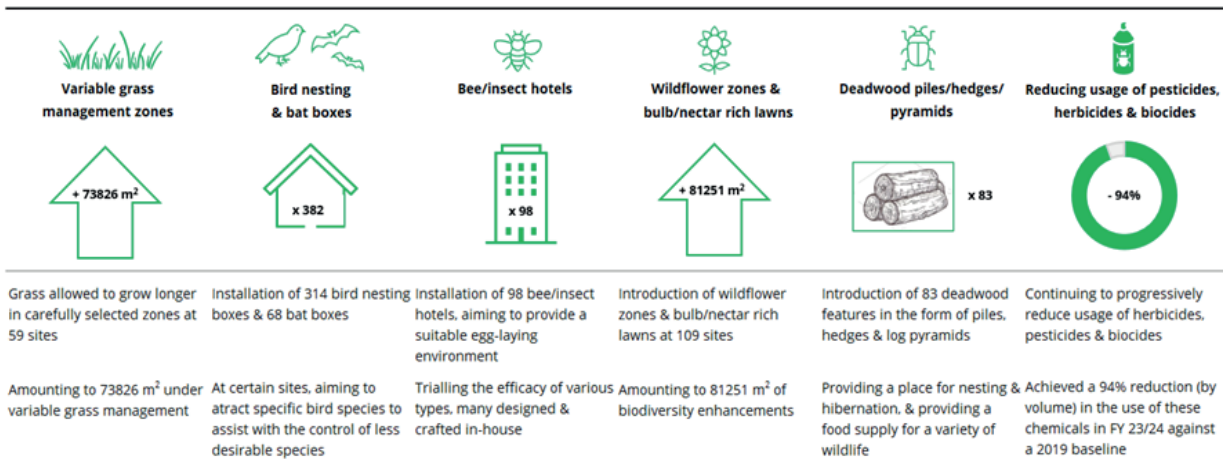 Variable grass
management zones
Bird nesting
& bat boxes
Bee/insect hotels
Wildflower zones &
bulb/nectar rich lawns
Deadwood piles/hedges/
pyramids
Reducing usage of pesticides,
herbicides & biocides
+ 73826 m²
x 382
x 98
+ 81251 m²
x 83
- 94%
Grass allowed to grow longer
in carefully selected zones at
59 sites
Amounting to 73826 m² under
variable grass management
Installation of 314 bird nesting
boxes & 68 bat boxes
At certain sites, aiming to
atract specific bird species to
assist with the control of less
desirable species
Installation of 98 bee/insect
hotels, aiming to provide a
suitable egg-laying
environment
Trialling the efficacy of various
types, many designed &
crafted in-house
Introduction of wildflower
zones & bulb/nectar rich
lawns at 109 sites
Amounting to 81251 m² of
biodiversity enhancements
Introduction of 83 deadwood
features in the form of piles,
hedges & log pyramids
Providing a place for nesting &
hibernation, & providing a
food supply for a variety of
wildlife
Continuing to progressively
reduce usage of herbicides,
pesticides & biocides
Achieved a 94% reduction (by
volume) in the use of these
chemicals in FY 23/24 against
a 2019 baseline